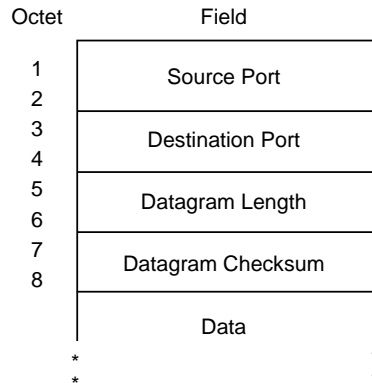 Octet Field
1
Source Port
2
3
Destination Port
4
5
Datagram Length
6
7
Datagram Checksum
8
Data
*
*